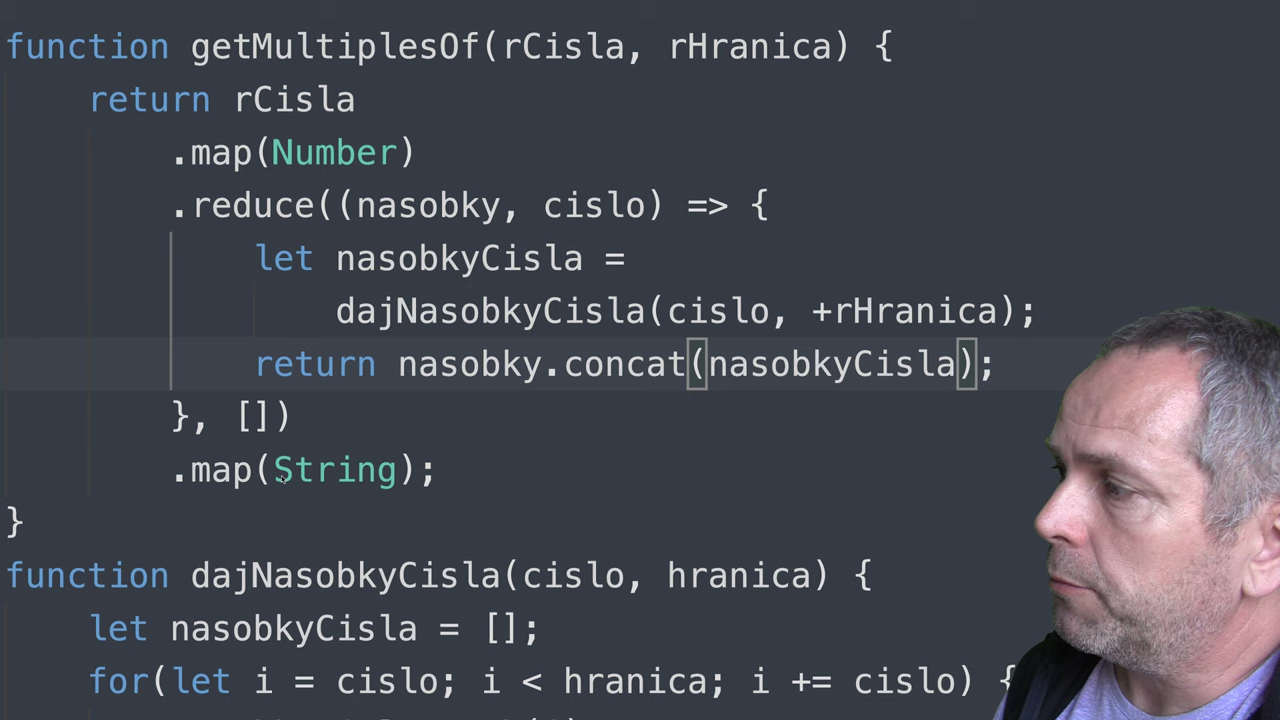 function getMultiplesOf(rCisla, rHranica) {
return rCisla
.map(Number)
.reduce((nasobky, cislo) => {
let nasobkyCisla =
dajNasobkyCisla(cislo, +rHranica);
return nasobky.concat(nasobkyCisla);
}, [])
.map(String);
}
function dajNasobkyCisla(cislo, hranica) {
let nasobkyCisla = [];
for(let i = cislo; i < hranica; i += cislo) {